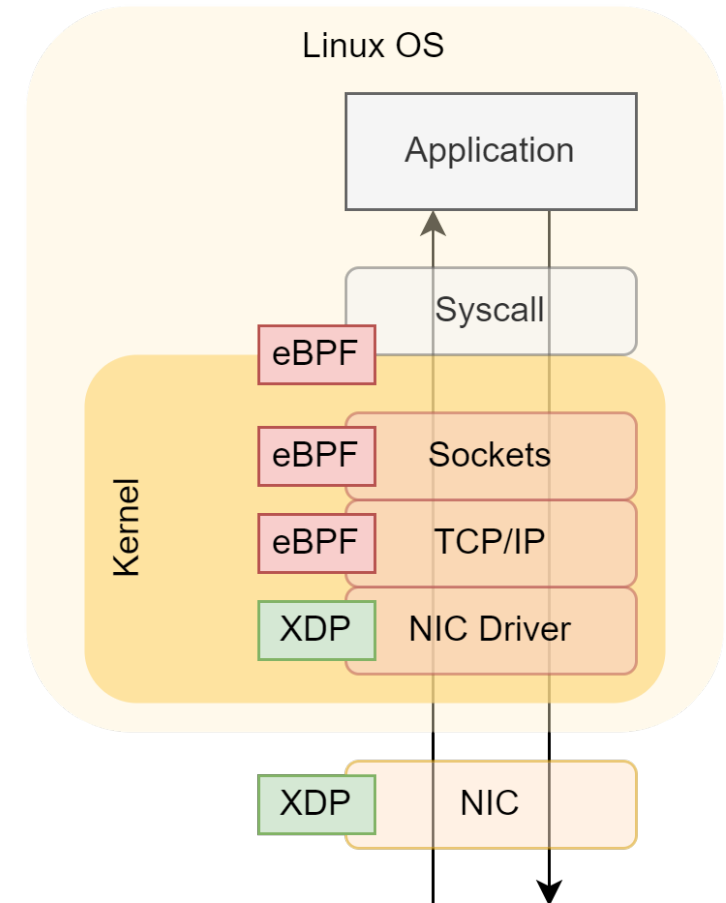 Linux OS
Application
Syscall
eBPF
eBPF
Sockets
Kernel
eBPF
TCP/IP
XDP
NIC Driver
XDP
NIC